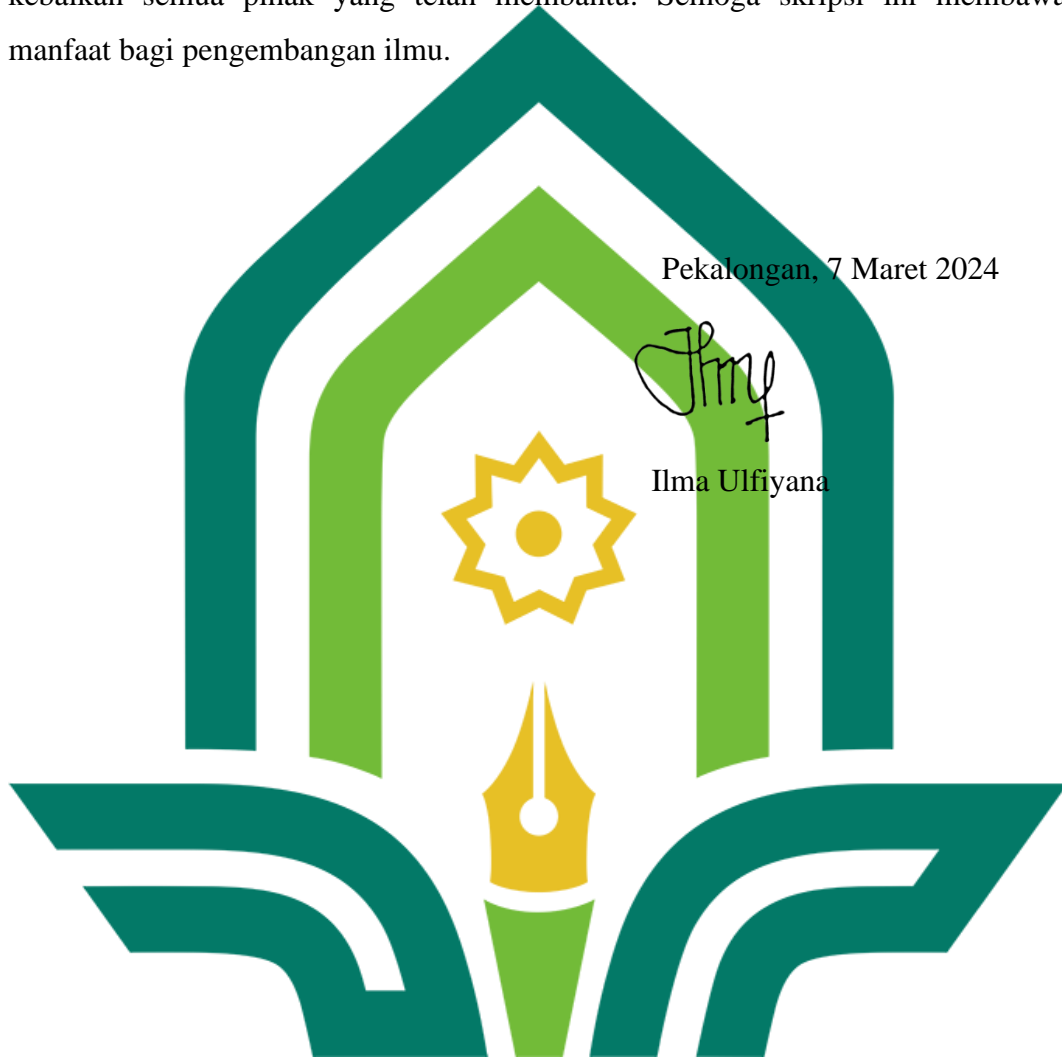 kebaikan semua pihak yang telah membantu. Semoga skripsi ini membawa
manfaat bagi pengembangan ilmu.
Pekalongan, 7 Maret 2024
Ilma Ulfiyana